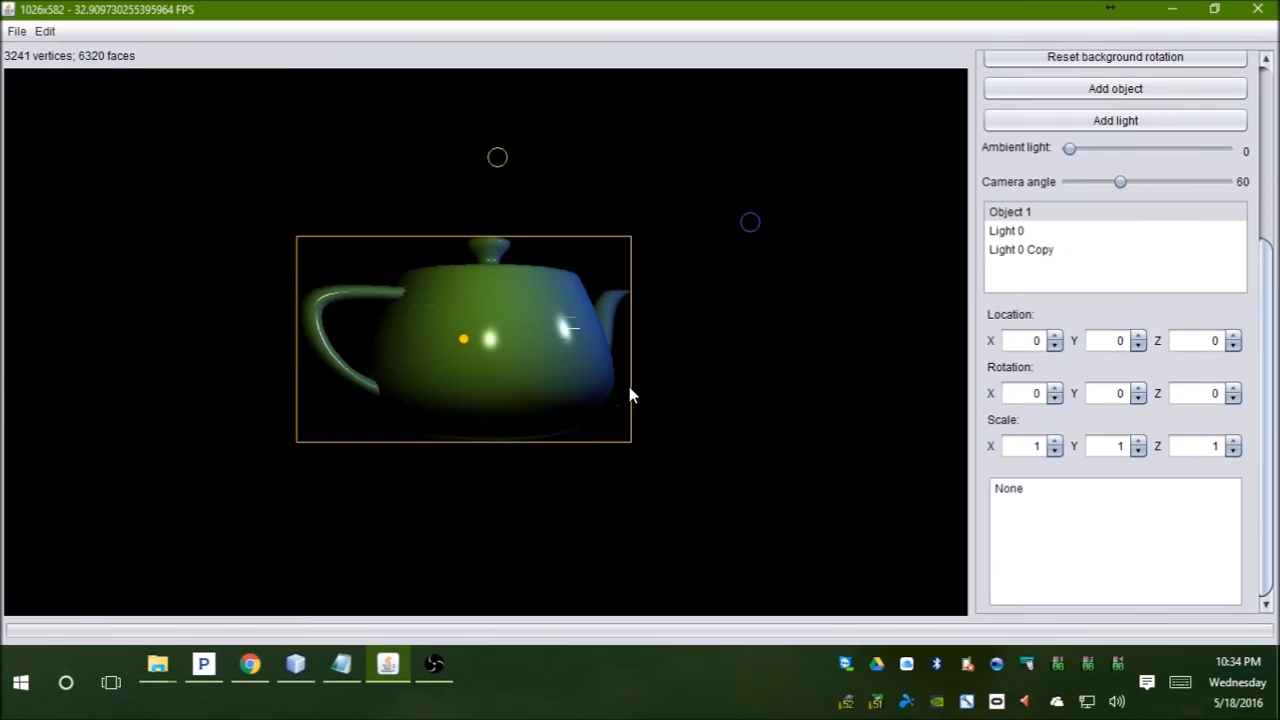 1026x582 - 32.909730255395964 FPS
File Edit
3241 vertices; 6320 faces
Reset background rotation
Add object
Add light
Ambient light: 0
Camera angle 60
Object 1
Light 0
Light 0 Copy
Location:
X 0 Y 0 Z 0
Rotation:
X 0 Y 0 Z 0
Scale:
X 1 Y 1 Z 1
None
P
10:34 PM
Wednesday
52 51
5/18/2016